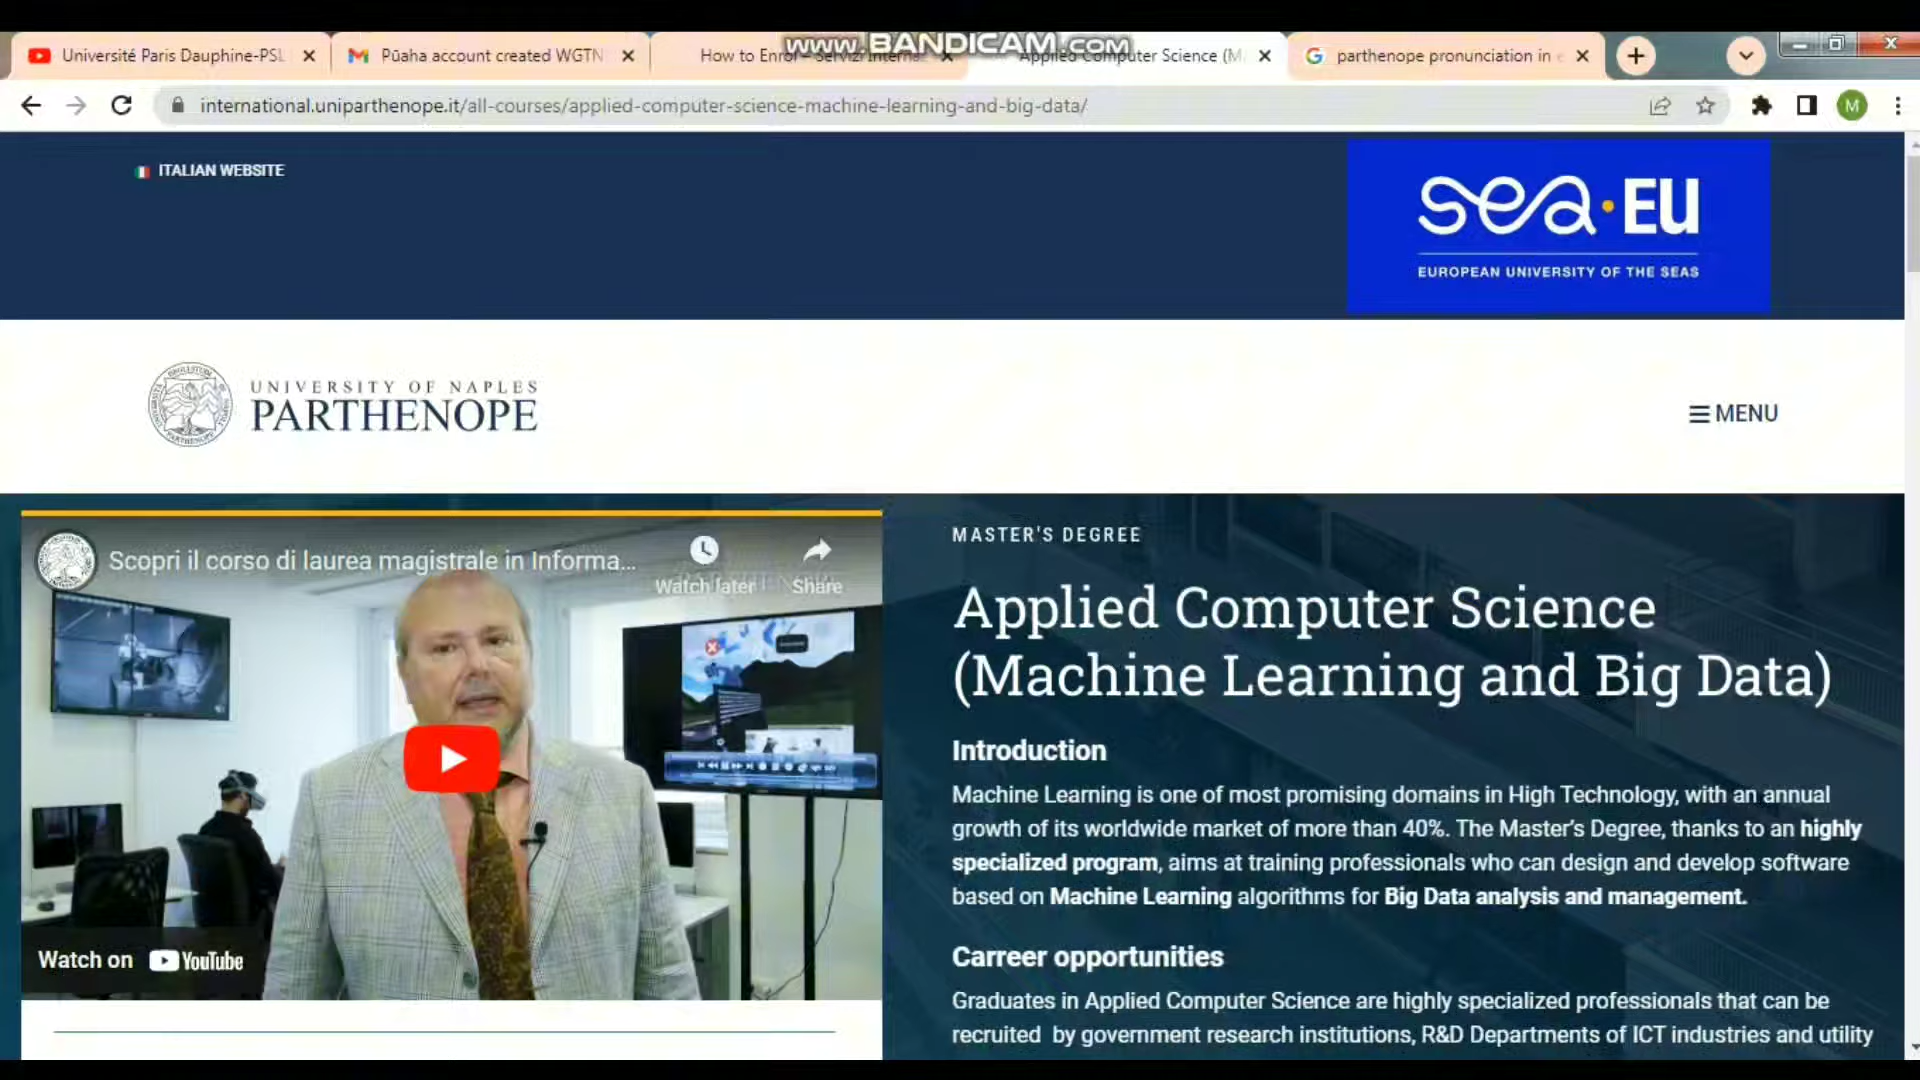 www.BANDICAM.com
Université Paris Dauphine-PSL
Pūaha account created WGTN
How to Enrol – Servizi Interna
Applied Computer Science (M
parthenope pronunciation in e
international.uniparthenope.it/all-courses/applied-computer-science-machine-learning-and-big-data/
M
ITALIAN WEBSITE
sea·EU
EUROPEAN UNIVERSITY OF THE SEAS
UNIVERSITY OF NAPLES
PARTHENOPE
MENU
Scopri il corso di laurea magistrale in Informa...
Watch later
Share
Watch on YouTube
MASTER'S DEGREE
Applied Computer Science
(Machine Learning and Big Data)
Introduction
Machine Learning is one of most promising domains in High Technology, with an annual
growth of its worldwide market of more than 40%. The Master's Degree, thanks to an highly
specialized program, aims at training professionals who can design and develop software
based on Machine Learning algorithms for Big Data analysis and management.
Carreer opportunities
Graduates in Applied Computer Science are highly specialized professionals that can be
recruited by government research institutions, R&D Departments of ICT industries and utility